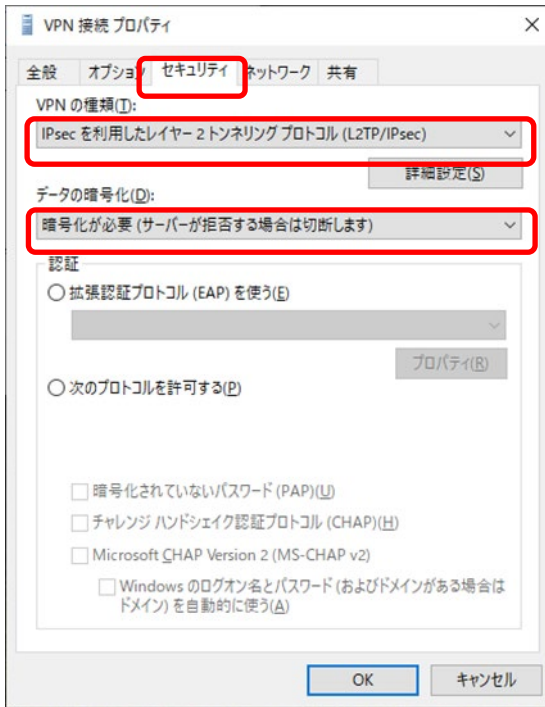 VPN 接続 プロパティ
全般 オプション セキュリティ ネットワーク 共有
VPN の種類(T):
IPsec を利用したレイヤー 2 トンネリング プロトコル (L2TP/IPsec)
詳細設定(S)
データの暗号化(D):
暗号化が必要 (サーバーが拒否する場合は切断します)
認証
拡張認証プロトコル (EAP) を使う(E)
プロパティ(R)
次のプロトコルを許可する(P)
暗号化されていないパスワード (PAP)(U)
チャレンジ ハンドシェイク認証プロトコル (CHAP)(H)
Microsoft CHAP Version 2 (MS-CHAP v2)
Windows のログオン名とパスワード (およびドメインがある場合は
ドメイン) を自動的に使う(A)
OK キャンセル